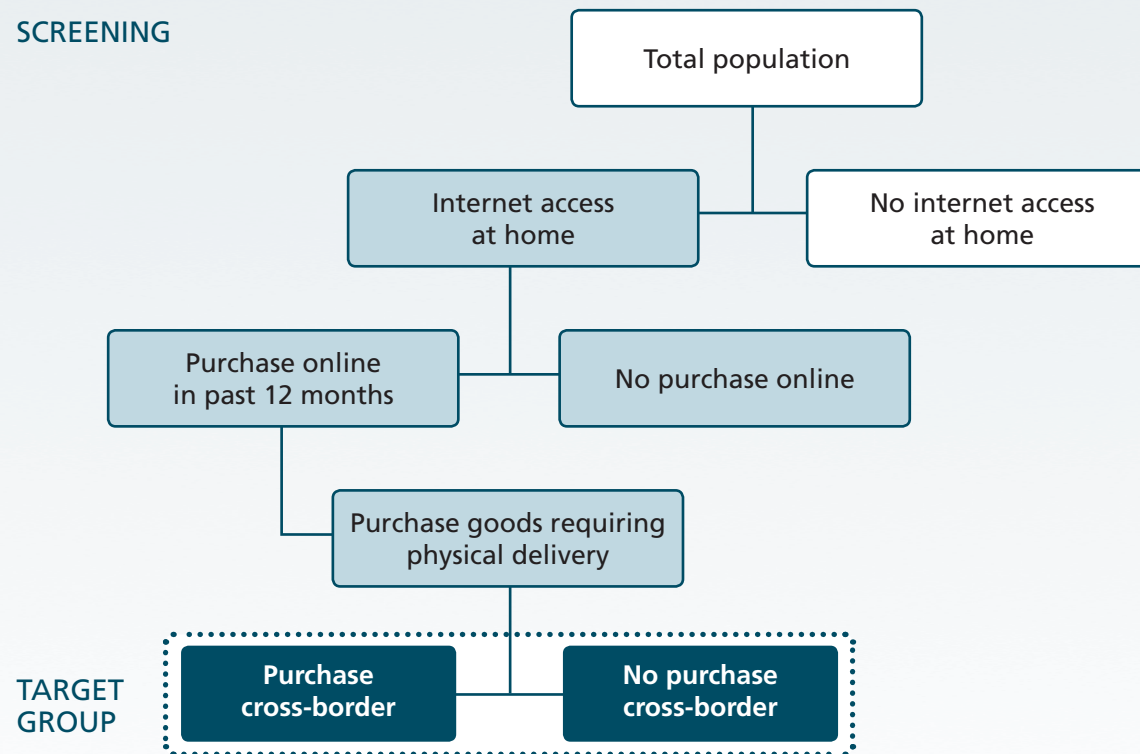 SCREENING
Total population
Internet access
at home
No internet access
at home
Purchase online
in past 12 months
No purchase online
Purchase goods requiring
physical delivery
TARGET
GROUP
Purchase
cross-border
No purchase
cross-border